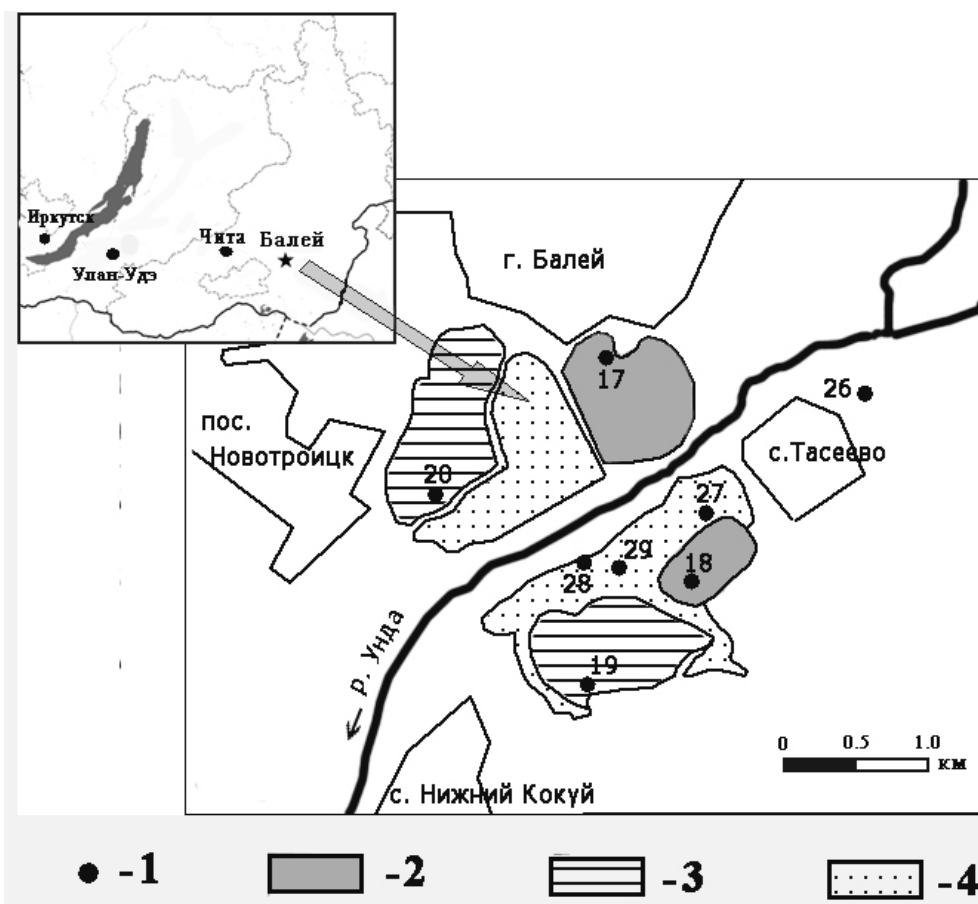 Иркутск
Улан-Удэ
Чита
Балей
г. Балей
17
26
пос.
Новотроицк
с.Тасеево
20
27
29
18
28
р. Унда
19
0 0.5 1.0
км
с. Нижний Кокуй
-1 -2 -3 -4